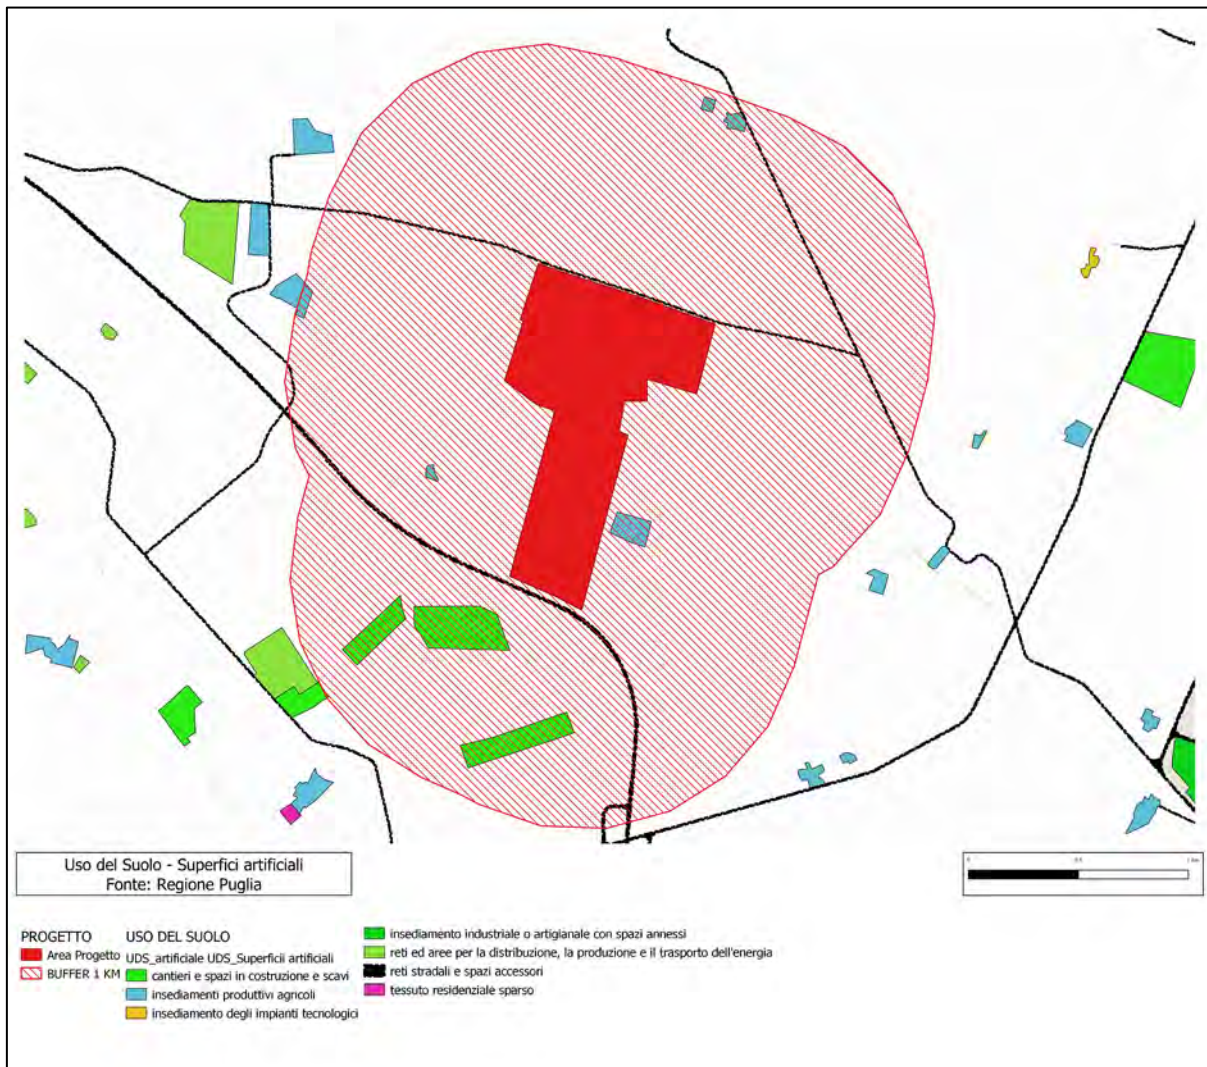 Uso del Suolo - Superfici artificiali
Fonte: Regione Puglia
0
1 km
PROGETTO
Area Progetto
BUFFER 1 KM
USO DEL SUOLO
UDS_artificiale UDS_Superficii artificiali
cantieri e spazi in costruzione e scavi
insediamenti produttivi agricoli
insediamento degli impianti tecnologici
insediamento industriale o artigianale con spazi annessi
reti ed aree per la distribuzione, la produzione e il trasporto dell'energia
reti stradali e spazi accessori
tessuto residenziale sparso